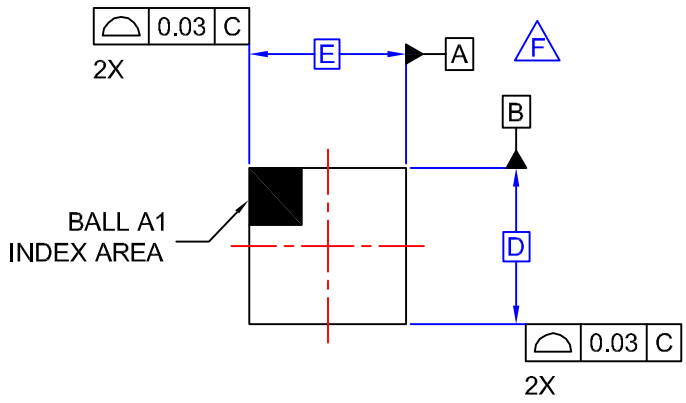 0.03 C
2X
E
A
F
B
BALL A1
INDEX AREA
D
0.03 C
2X